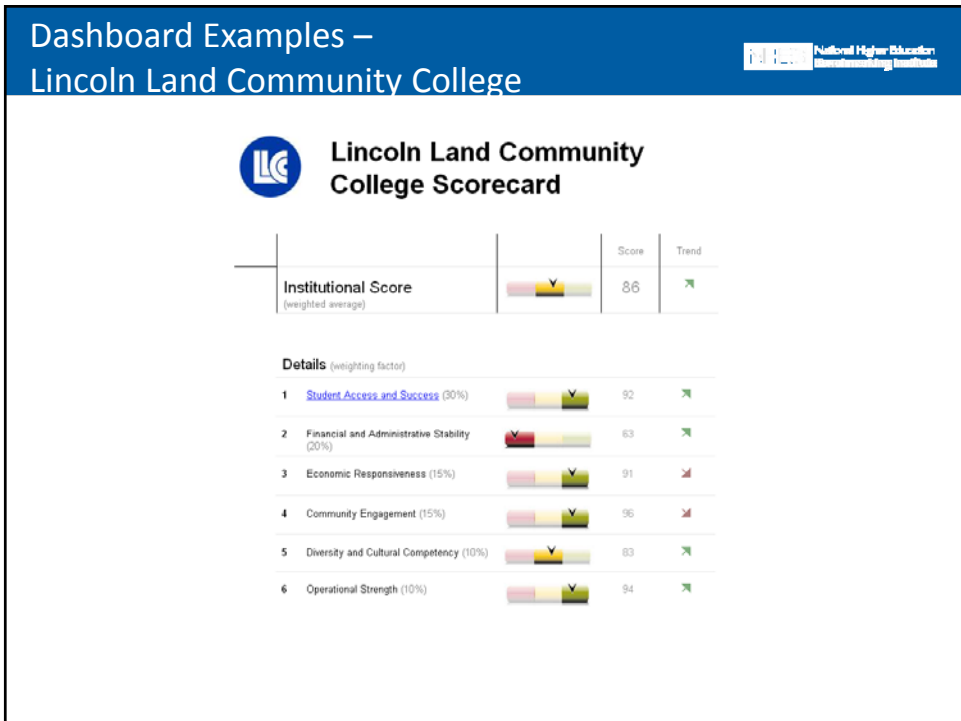 Dashboard Examples –
Lincoln Land Community College
National Higher Education
Benchmarking Institute
LLCC
Lincoln Land Community
College Scorecard
Score Trend
Institutional Score 86
(weighted average)
Details (weighting factor)
1 Student Access and Success (30%) 92
2 Financial and Administrative Stability 63
(20%)
3 Economic Responsiveness (15%) 91
4 Community Engagement (15%) 96
5 Diversity and Cultural Competency (10%) 83
6 Operational Strength (10%) 94